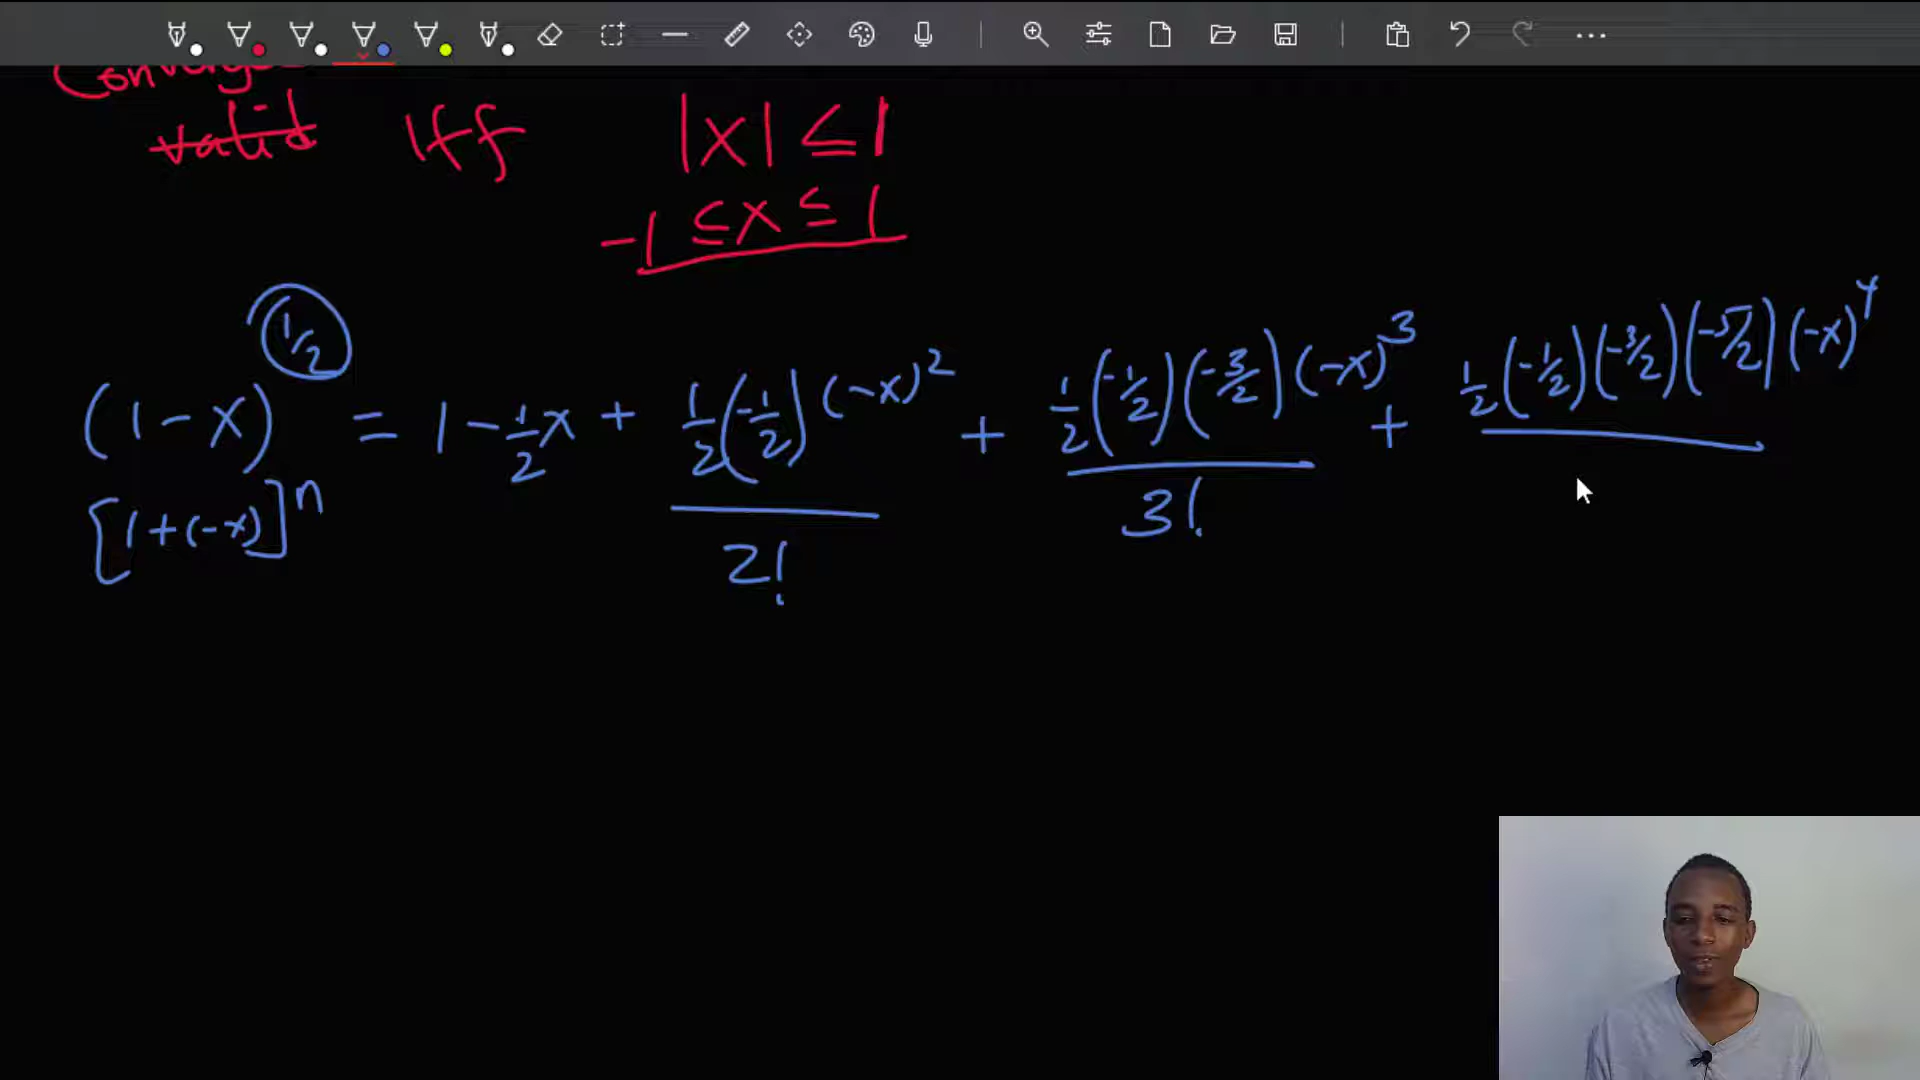 Converges
valid iff |x| ≤ 1
-1 ≤ x ≤ 1
(1-x)^(1/2) = 1 - 1/2 x + (1/2(-1/2)(-x)^2)/2! + (1/2(-1/2)(-3/2)(-x)^3)/3! + 1/2(-1/2)(-3/2)(-5/2)(-x)^4
[1+(-x)]^n